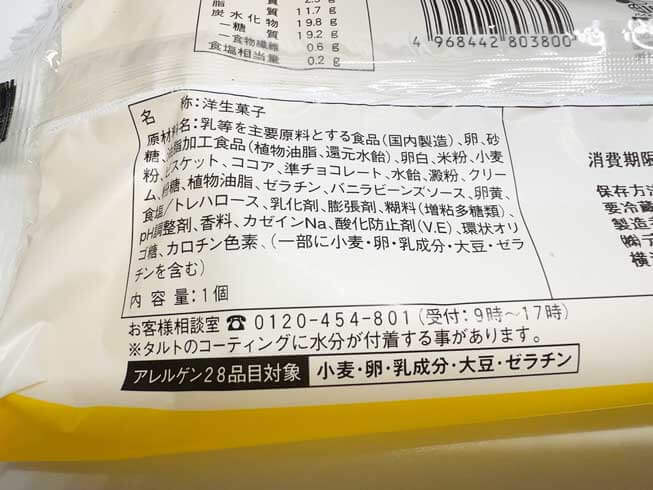 質
脂 質 11.7 g
炭水化物 19.8 g
－糖 質 19.2 g
－食物繊維 0.6 g
食塩相当量 0.2 g
4 968442 803800
名 称:洋生菓子
原材料名:乳等を主要原料とする食品(国内製造)、卵、砂
糖、油脂加工食品(植物油脂、還元水飴)、卵白、米粉、小麦
粉、ビスケット、ココア、準チョコレート、水飴、澱粉、クリー
ム、粉糖、植物油脂、ゼラチン、バニラビーンズソース、卵黄、
食塩/トレハロース、乳化剤、膨張剤、糊料(増粘多糖類)、
pH調整剤、香料、カゼインNa、酸化防止剤(V.E)、環状オリ
ゴ糖、カロチン色素、(一部に小麦・卵・乳成分・大豆・ゼラ
チンを含む)
内 容 量:1個
消費期限
保存方法
要冷蔵
製造
㈱
横
お客様相談室☎0120-454-801(受付:9時～17時)
※タルトのコーティングに水分が付着する事があります。
アレルゲン28品目対象 小麦・卵・乳成分・大豆・ゼラチン